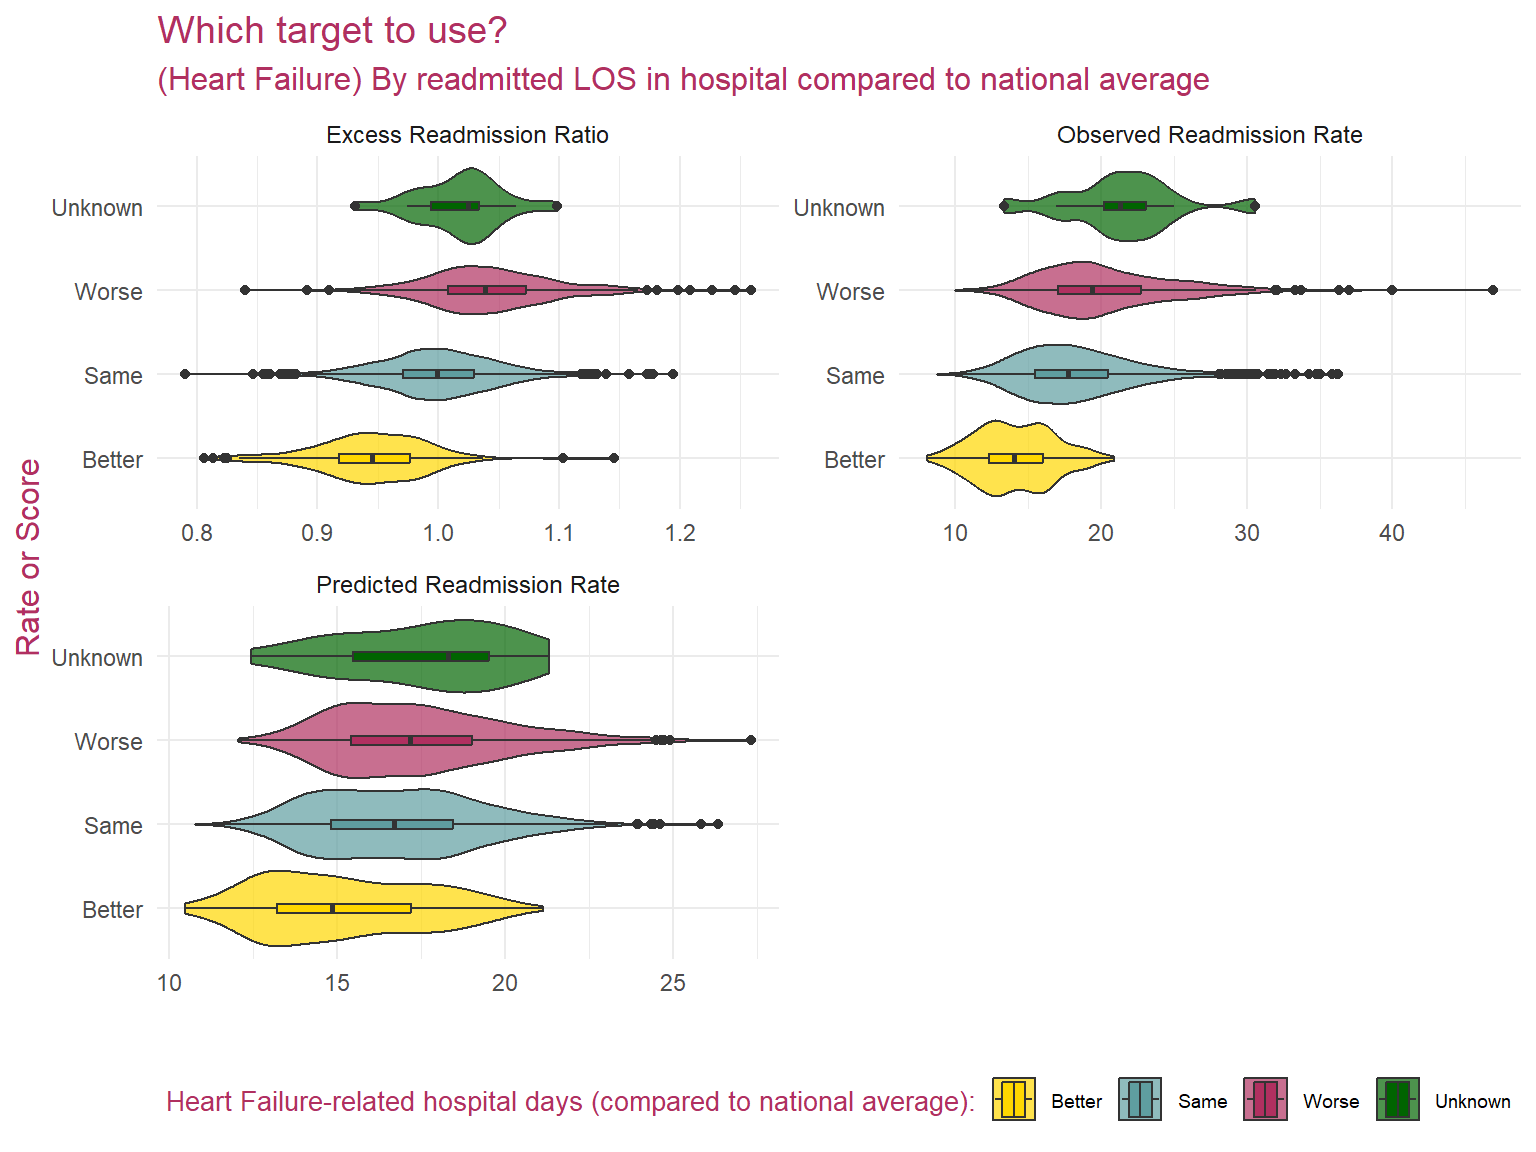 Which target to use?
(Heart Failure) By readmitted LOS in hospital compared to national average
Excess Readmission Ratio
Unknown
Worse
Same
Better
0.8 0.9 1.0 1.1 1.2
Observed Readmission Rate
Unknown
Worse
Same
Better
10 20 30 40
Rate or Score
Predicted Readmission Rate
Unknown
Worse
Same
Better
10 15 20 25
Heart Failure-related hospital days (compared to national average): Better Same Worse Unknown